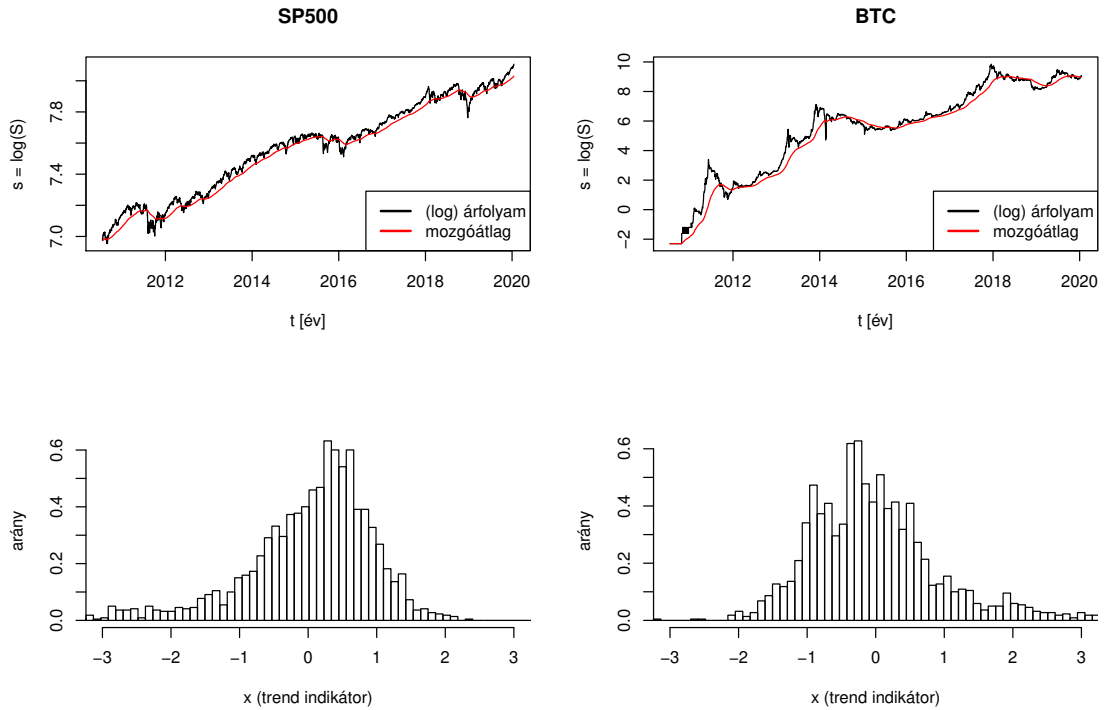 SP500
s = log(S)
7.0 7.4 7.8
(log) árfolyam
mozgóátlag
2012 2014 2016 2018 2020
t [év]
BTC
s = log(S)
−2 0 2 4 6 8 10
(log) árfolyam
mozgóátlag
2012 2014 2016 2018 2020
t [év]
arány
0.0 0.2 0.4 0.6
−3 −2 −1 0 1 2 3
x (trend indikátor)
arány
0.0 0.2 0.4 0.6
−3 −2 −1 0 1 2 3
x (trend indikátor)